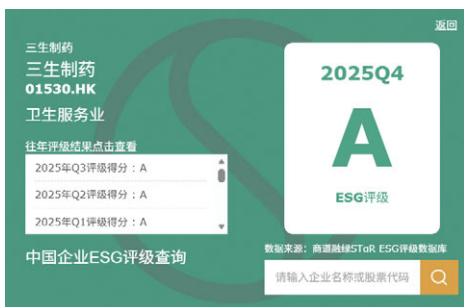 返回
三生制药
三生制药
01530.HK
卫生服务业
往年评级结果点击查看
2025年Q3评级得分：A
2025年Q2评级得分：A
2025年Q1评级得分：A
中国企业ESG评级查询
2025Q4
A
ESG评级
数据来源：商道融绿STaR ESG评级数据库
请输入企业名称或股票代码